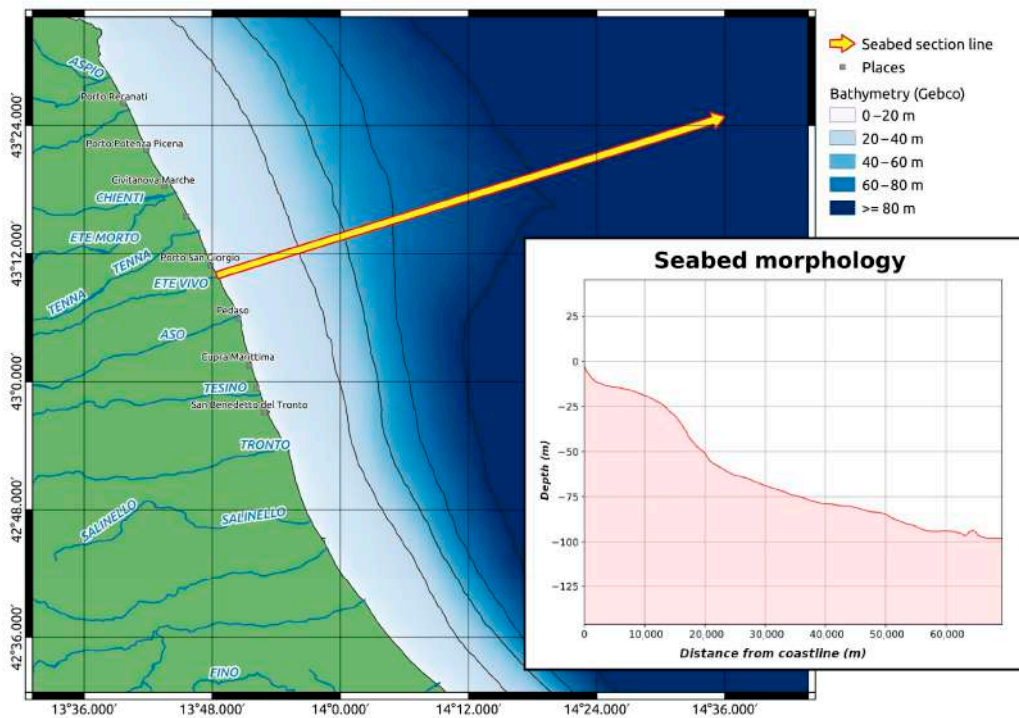 Seabed section line
Places
Bathymetry (Gebco)
0–20 m
20–40 m
40–60 m
60–80 m
>= 80 m
43°24.000′
43°12.000′
43°0.000′
42°48.000′
42°36.000′
ASPIO
Porto Recanati
Porto Potenza Picena
Civitanova Marche
CHIENTI
ETE MORTO
TENNA
Porto San Giorgio
TENNA
ETE VIVO
Pedaso
ASO
Cupra Marittima
TESINO
San Benedetto del Tronto
TRONTO
SALINELLO
SALINELLO
FINO
13°36.000′
13°48.000′
14°0.000′
14°12.000′
14°24.000′
14°36.000′
Seabed morphology
Depth (m)
25
0
−25
−50
−75
−100
−125
0
10,000
20,000
30,000
40,000
50,000
60,000
Distance from coastline (m)